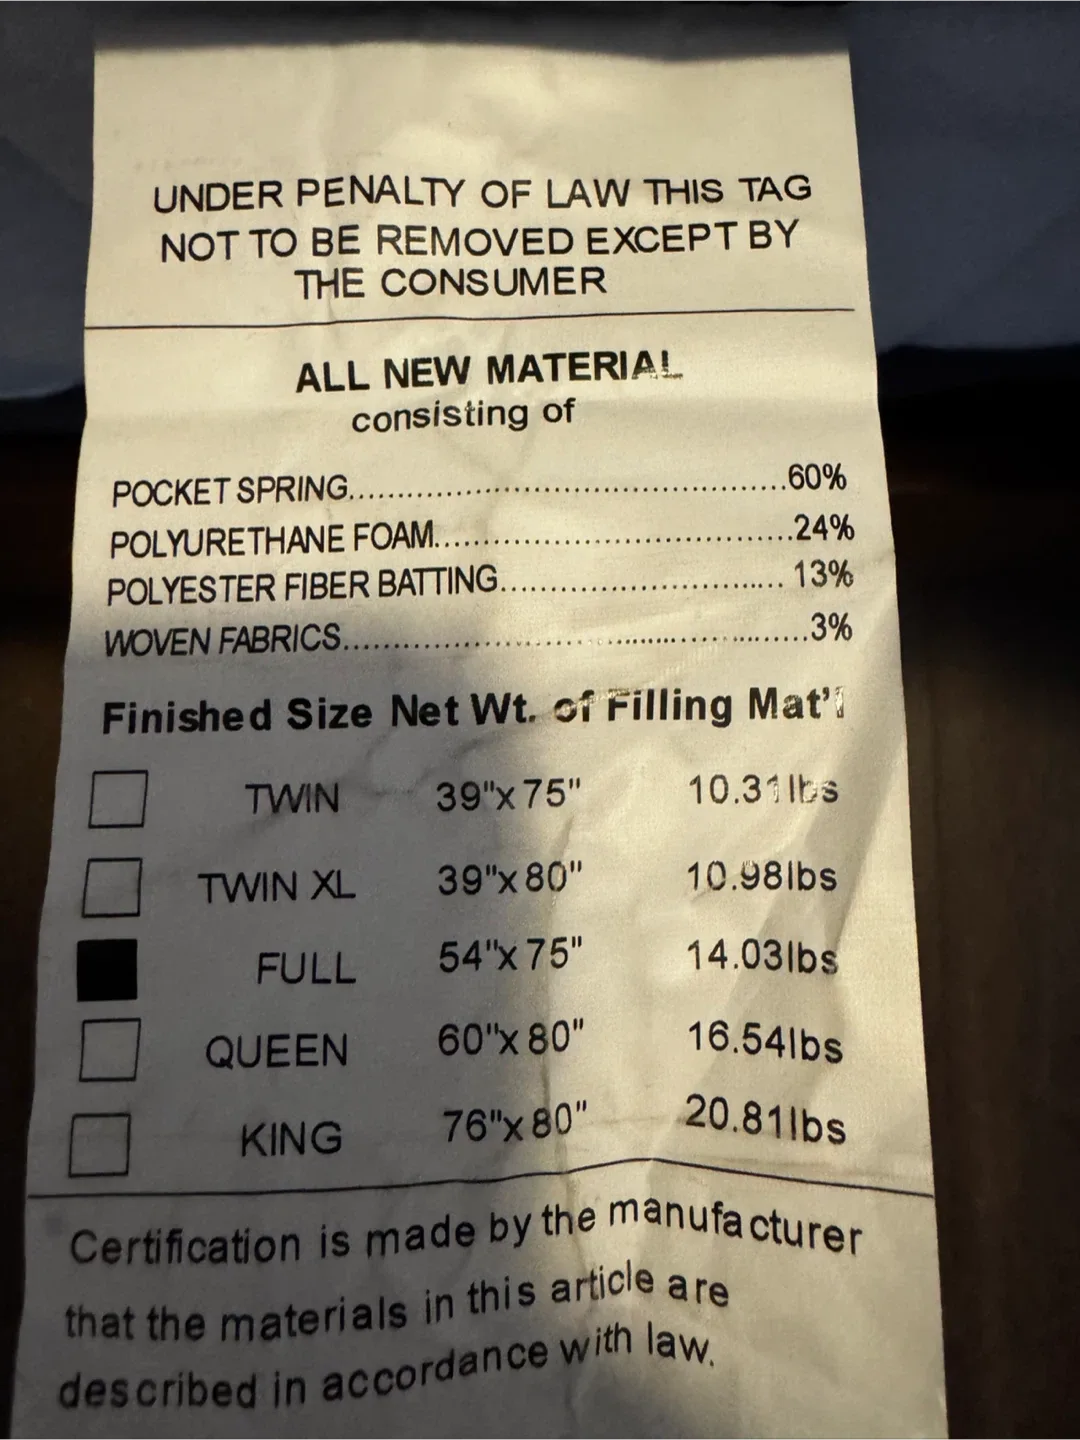 UNDER PENALTY OF LAW THIS TAG
NOT TO BE REMOVED EXCEPT BY
THE CONSUMER
ALL NEW MATERIAL
consisting of
POCKET SPRING..............................................60%
POLYURETHANE FOAM.....................................24%
POLYESTER FIBER BATTING............................. 13%
WOVEN FABRICS..............................................3%
Finished Size Net Wt. of Filling Mat'l
TWIN 39"x75" 10.31lbs
TWIN XL 39"x80" 10.98lbs
FULL 54"x75" 14.03lbs
QUEEN 60"x80" 16.54lbs
KING 76"x80" 20.81lbs
Certification is made by the manufacturer
that the materials in this article are
described in accordance with law.